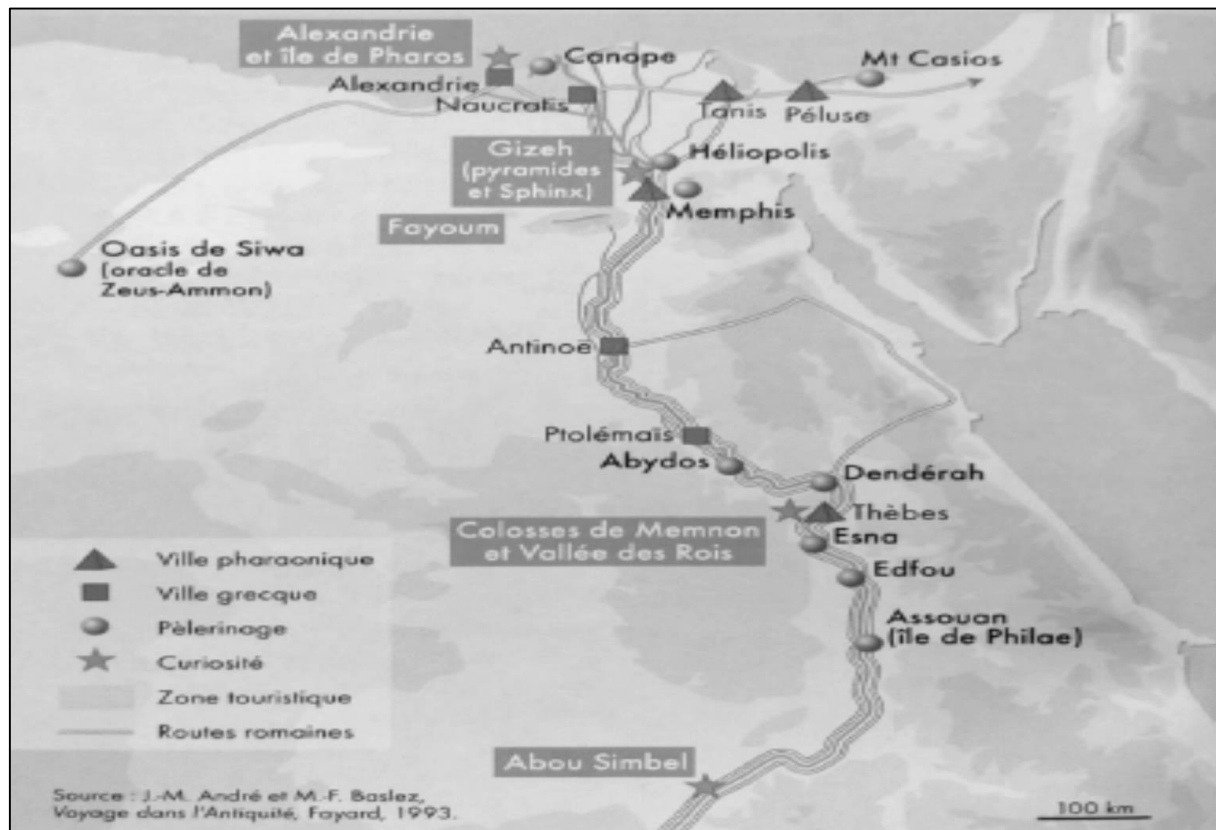 Alexandrie
et île de Pharos
Canope
Mt Casios
Alexandrie
Naucratis
Tanis
Péluse
Gizeh
(pyramides
et Sphinx)
Héliopolis
Memphis
Fayoum
Oasis de Siwa
(oracle de
Zeus-Ammon)
Antinoë
Ptolémaïs
Abydos
Dendérah
Colosses de Memnon
et Vallée des Rois
Thèbes
Esna
Edfou
Assouan
(île de Philae)
Abou Simbel
Ville pharaonique
Ville grecque
Pèlerinage
Curiosité
Zone touristique
Routes romaines
Source : J.-M. André et M.-F. Baslez,
Voyage dans l'Antiquité, Fayard, 1993.
100 km